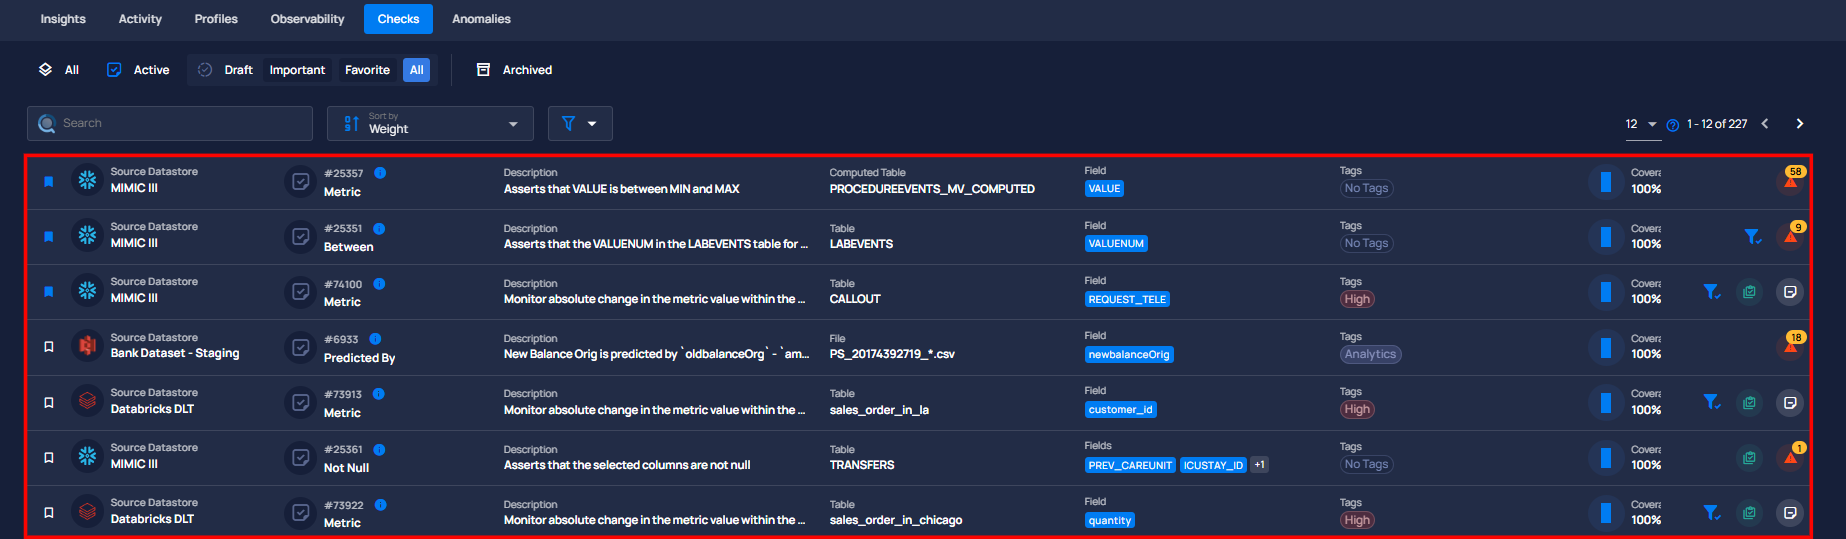 Insights Activity Profiles Observability Checks Anomalies
All Active Draft Important Favorite All Archived
Search Sort by Weight 12 1 - 12 of 227
Source Datastore #25357 Description Computed Table Field Tags Covera 58
MIMIC III Metric Asserts that VALUE is between MIN and MAX PROCEDUREEVENTS_MV_COMPUTED VALUE No Tags 100%
Source Datastore #25351 Description Table Field Tags Covera 9
MIMIC III Between Asserts that the VALUENUM in the LABEVENTS table for ... LABEVENTS VALUENUM No Tags 100%
Source Datastore #74100 Description Table Field Tags Covera
MIMIC III Metric Monitor absolute change in the metric value within the ... CALLOUT REQUEST_TELE High 100%
Source Datastore #6933 Description File Field Tags Covera 18
Bank Dataset - Staging Predicted By New Balance Orig is predicted by `oldbalanceOrg` - `am... PS_20174392719_*.csv newbalanceOrig Analytics 100%
Source Datastore #73913 Description Table Field Tags Covera
Databricks DLT Metric Monitor absolute change in the metric value within the ... sales_order_in_la customer_id High 100%
Source Datastore #25361 Description Table Fields Tags Covera 1
MIMIC III Not Null Asserts that the selected columns are not null TRANSFERS PREV_CAREUNIT ICUSTAY_ID +1 No Tags 100%
Source Datastore #73922 Description Table Field Tags Covera
Databricks DLT Metric Monitor absolute change in the metric value within the ... sales_order_in_chicago quantity High 100%